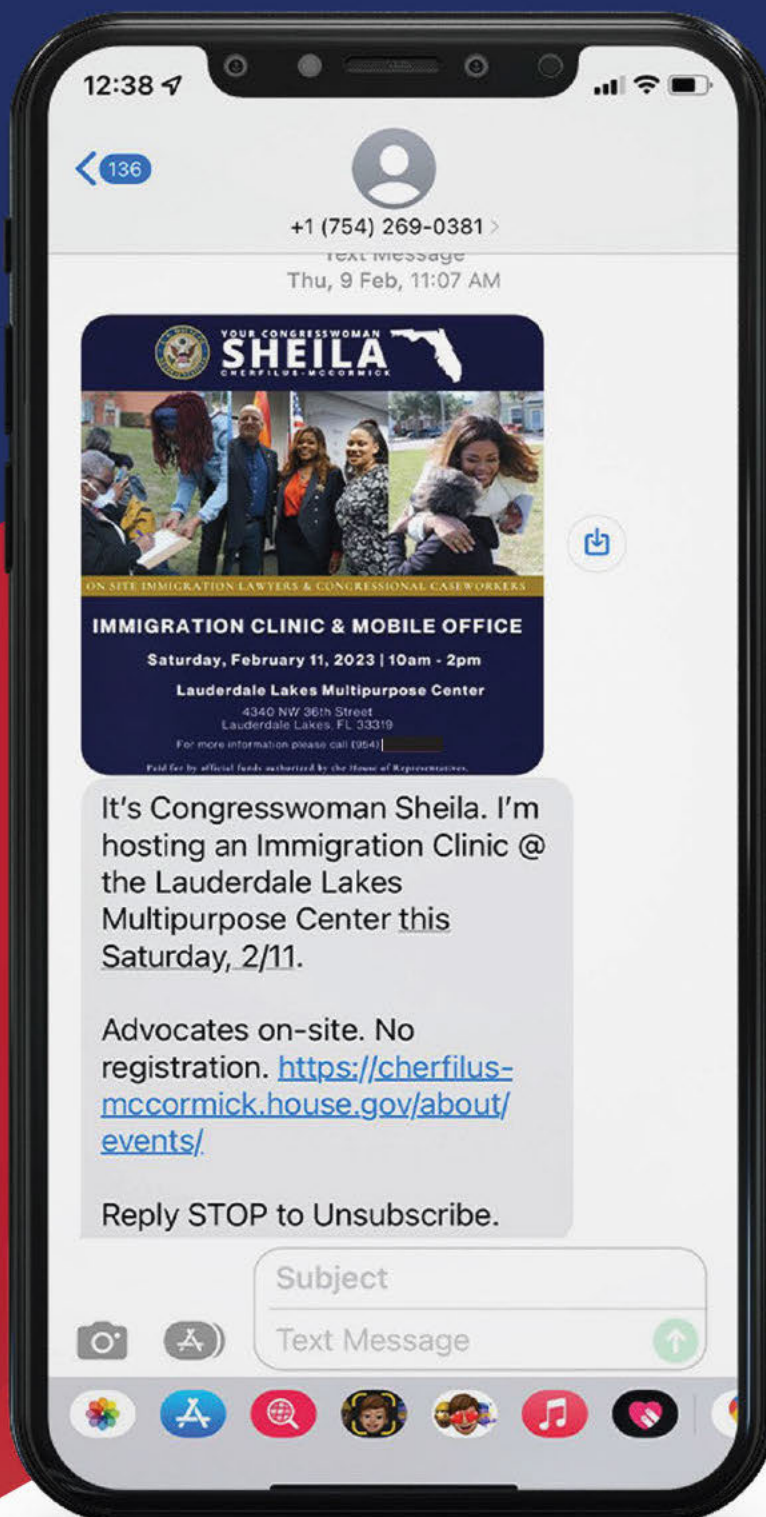 12:38
136
+1 (754) 269-0381
Text Message
Thu, 9 Feb, 11:07 AM
YOUR CONGRESSWOMAN
SHEILA
CHERFILUS-MCCORMICK
ON SITE IMMIGRATION LAWYERS & CONGRESSIONAL CASEWORKERS
IMMIGRATION CLINIC & MOBILE OFFICE
Saturday, February 11, 2023 | 10am - 2pm
Lauderdale Lakes Multipurpose Center
4340 NW 36th Street
Lauderdale Lakes, FL 33319
For more information please call (954)
Paid for by official funds authorized by the House of Representatives.
It's Congresswoman Sheila. I'm
hosting an Immigration Clinic @
the Lauderdale Lakes
Multipurpose Center this
Saturday, 2/11.
Advocates on-site. No
registration. https://cherfilus-
mccormick.house.gov/about/
events/
Reply STOP to Unsubscribe.
Subject
Text Message